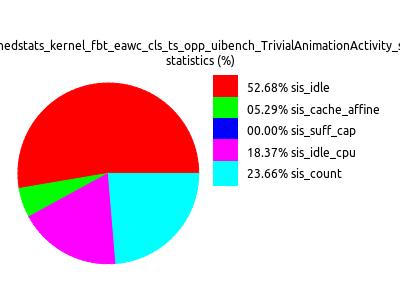 nedstats_kernel_fbt_eawc_cls_ts_opp_uibench_TrivialAnimationActivity_s
statistics (%)
52.68% sis_idle
05.29% sis_cache_affine
00.00% sis_suff_cap
18.37% sis_idle_cpu
23.66% sis_count